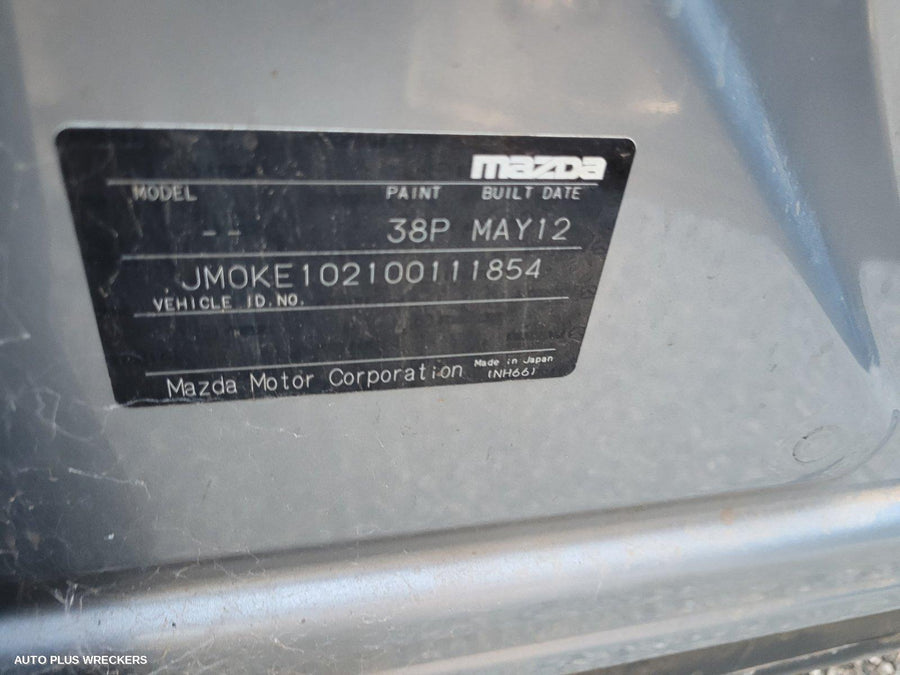 mazda
MODEL PAINT BUILT DATE
-- 38P MAY12
JM0KE102100111854
VEHICLE ID.NO.
Mazda Motor Corporation Made in Japan
(NH66)
AUTO PLUS WRECKERS